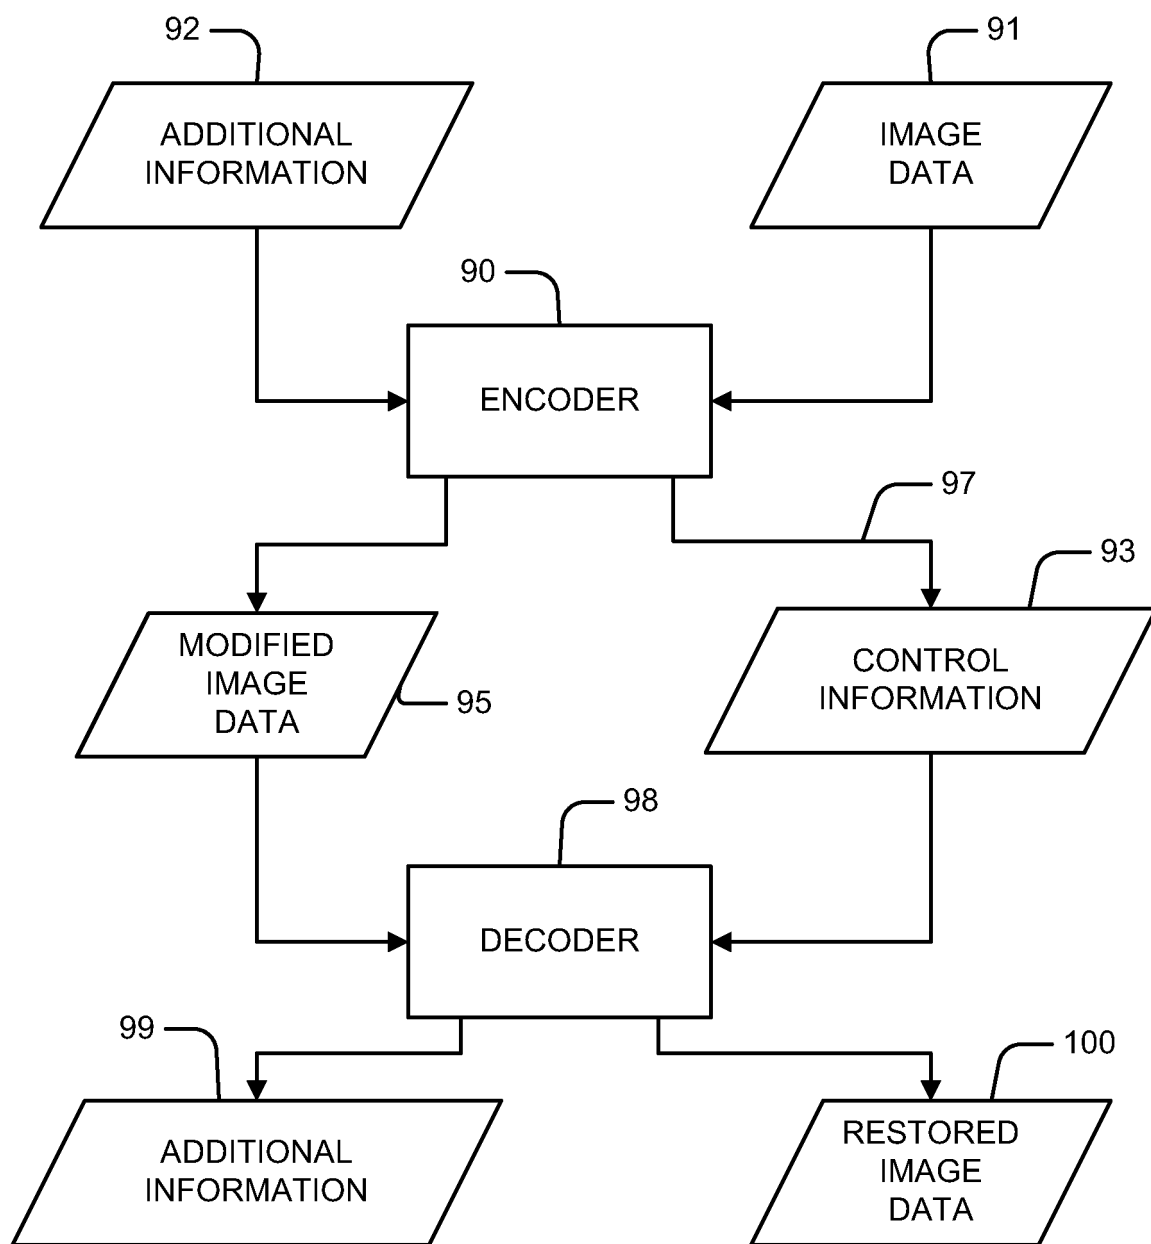 92
91
ADDITIONAL
INFORMATION
IMAGE
DATA
90
ENCODER
97
93
MODIFIED
IMAGE
DATA
95
CONTROL
INFORMATION
98
DECODER
99
100
ADDITIONAL
INFORMATION
RESTORED
IMAGE
DATA